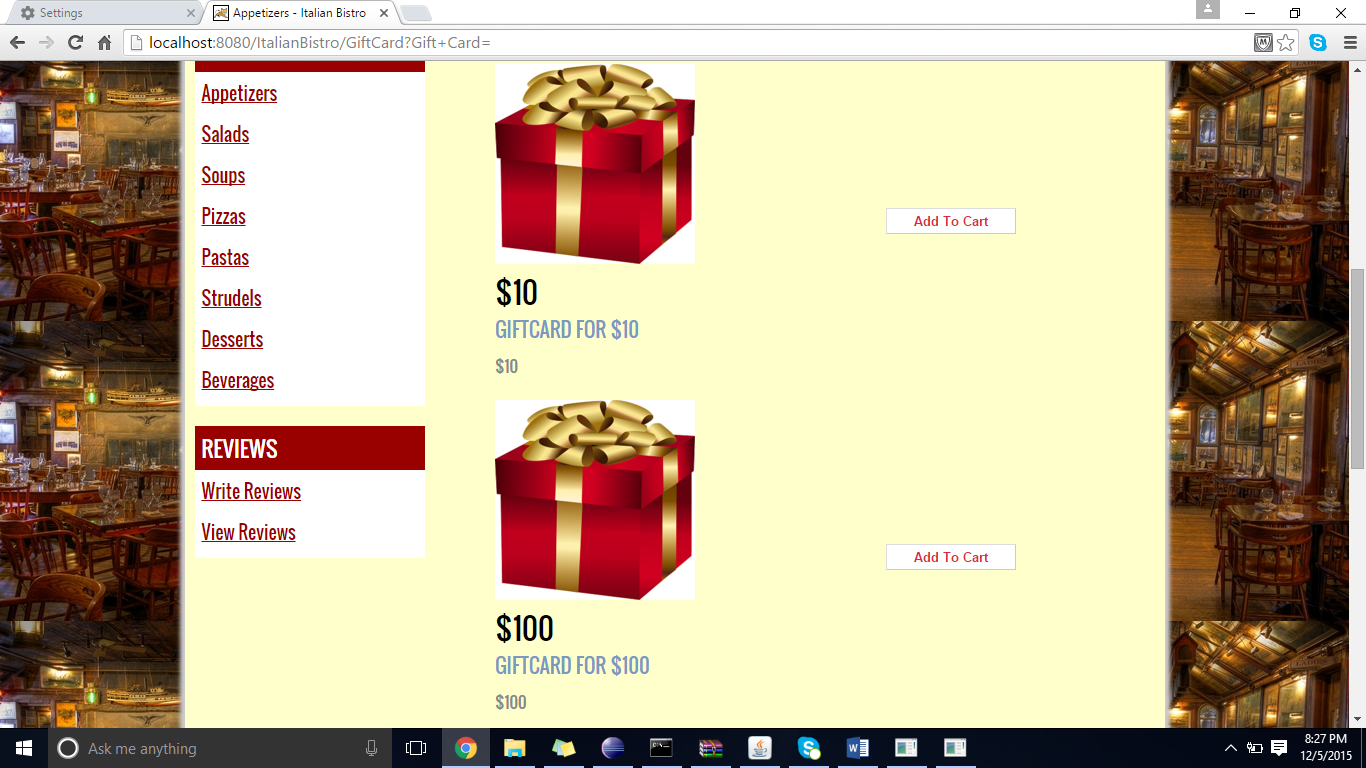 Settings
Appetizers - Italian Bistro
localhost:8080/ItalianBistro/GiftCard?Gift+Card=
Appetizers
Salads
Soups
Pizzas
Pastas
Strudels
Desserts
Beverages
REVIEWS
Write Reviews
View Reviews
Add To Cart
$10
GIFTCARD FOR $10
$10
Add To Cart
$100
GIFTCARD FOR $100
$100
Ask me anything
8:27 PM
12/5/2015